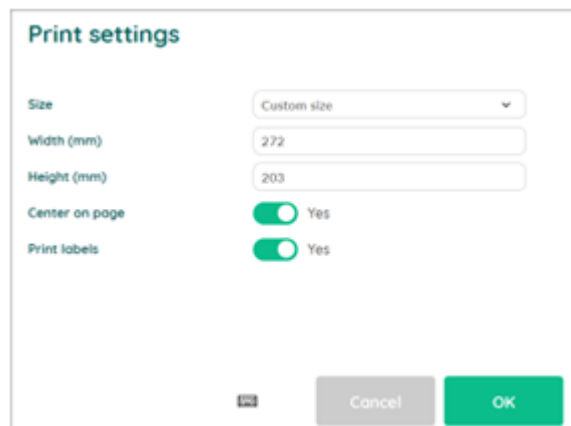 Print settings
Size Custom size
Width (mm) 272
Height (mm) 203
Center on page Yes
Print labels Yes
Cancel OK